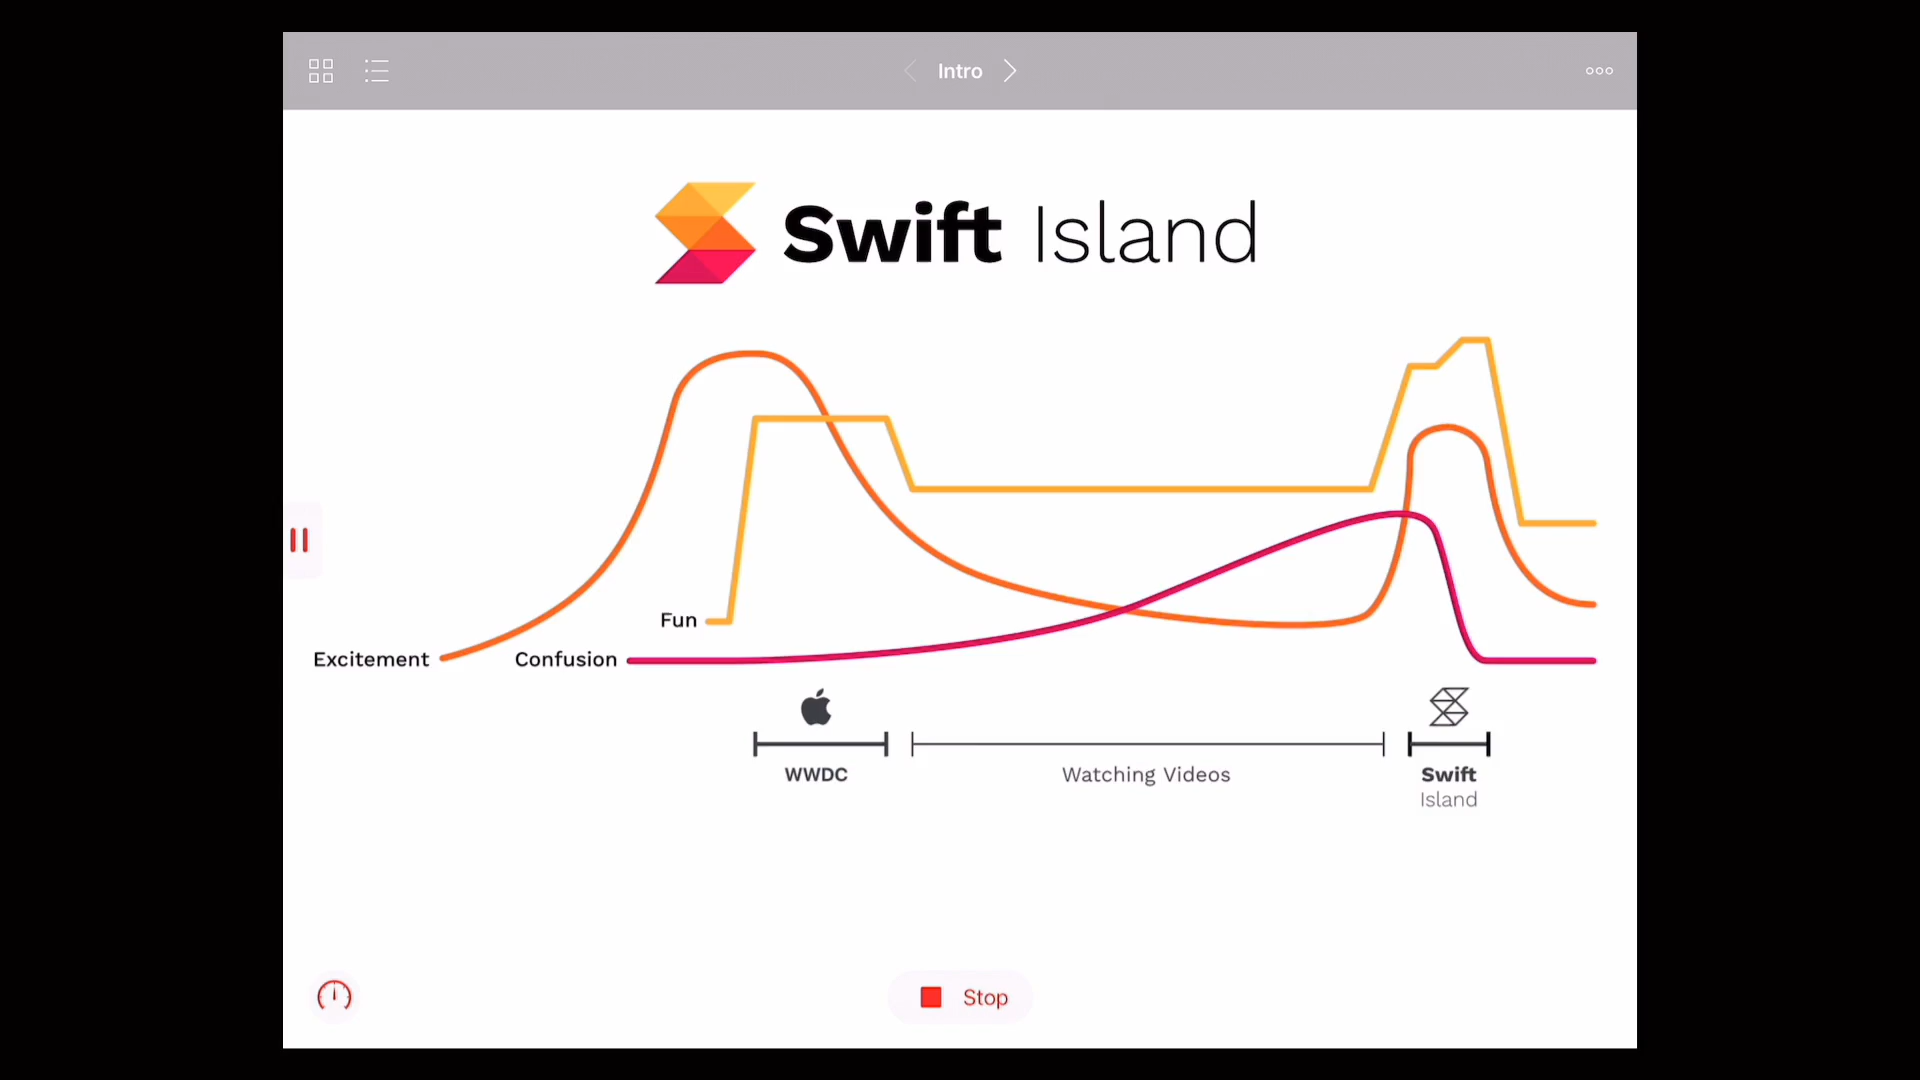 Intro
Swift Island
Fun
Excitement
Confusion
WWDC
Watching Videos
Swift
Island
Stop